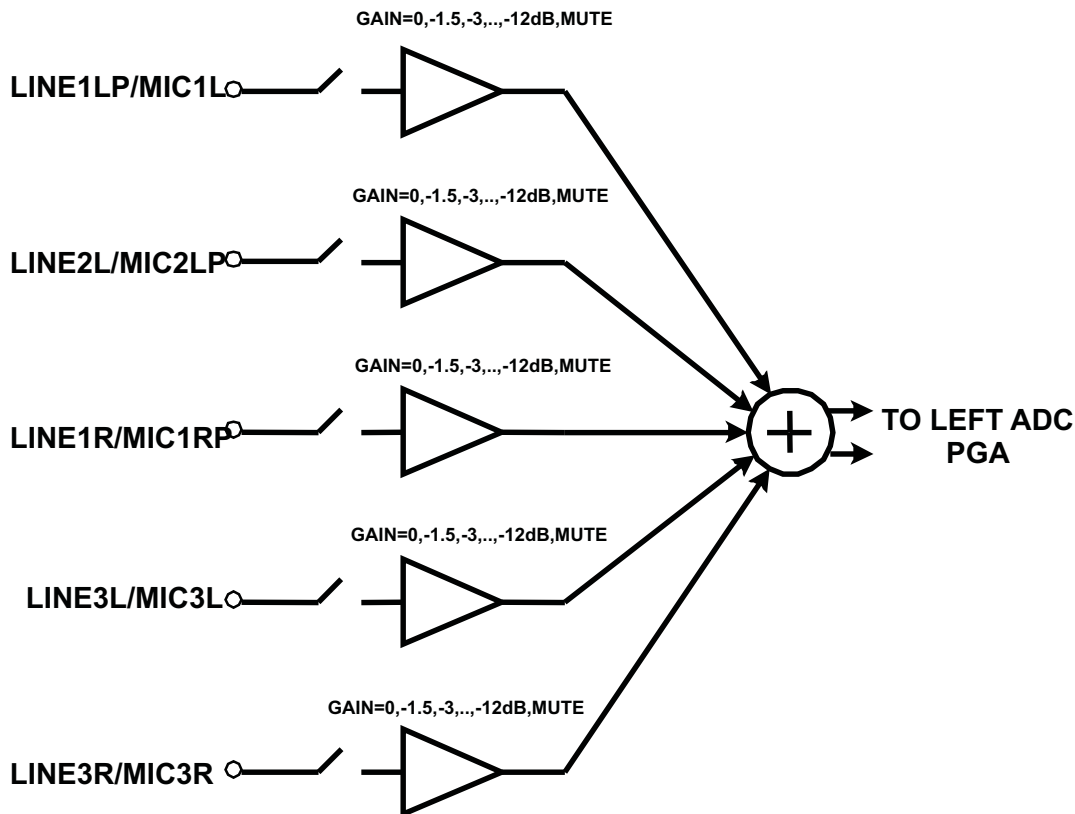 GAIN=0,-1.5,-3,..,-12dB,MUTE
LINE1LP/MIC1L
GAIN=0,-1.5,-3,..,-12dB,MUTE
LINE2L/MIC2LP
GAIN=0,-1.5,-3,..,-12dB,MUTE
LINE1R/MIC1RP
TO LEFT ADC
PGA
GAIN=0,-1.5,-3,..,-12dB,MUTE
LINE3L/MIC3L
GAIN=0,-1.5,-3,..,-12dB,MUTE
LINE3R/MIC3R